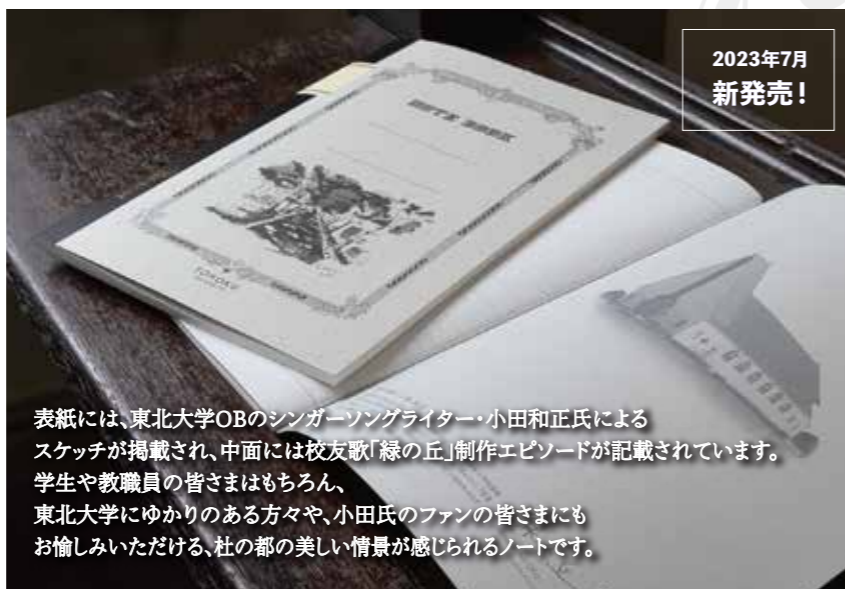 2023年7月
新発売！
NOTE BOOK
TOHOKU
表紙には、東北大学OBのシンガーソングライター・小田和正氏による
スケッチが掲載され、中面には校友歌「緑の丘」制作エピソードが記載されています。
学生や教職員の皆さまはもちろん、
東北大学にゆかりのある方々や、小田氏のファンの皆さまにも
お愉しみいただける、杜の都の美しい情景が感じられるノートです。